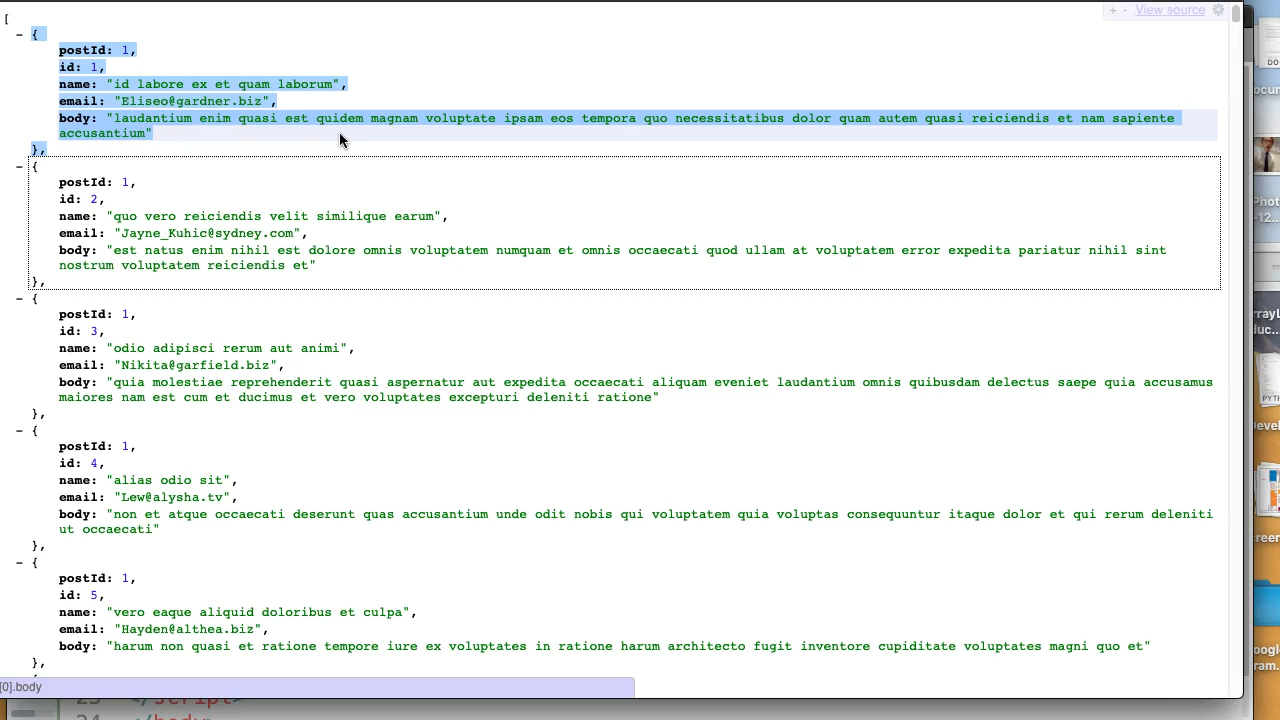 [
+ - View source
- {
postId: 1,
id: 1,
name: "id labore ex et quam laborum",
email: "Eliseo@gardner.biz",
body: "laudantium enim quasi est quidem magnam voluptate ipsam eos tempora quo necessitatibus dolor quam autem quasi reiciendis et nam sapiente
accusantium"
},
- {
postId: 1,
id: 2,
name: "quo vero reiciendis velit similique earum",
email: "Jayne_Kuhic@sydney.com",
body: "est natus enim nihil est dolore omnis voluptatem numquam et omnis occaecati quod ullam at voluptatem error expedita pariatur nihil sint
nostrum voluptatem reiciendis et"
},
- {
postId: 1,
id: 3,
name: "odio adipisci rerum aut animi",
email: "Nikita@garfield.biz",
body: "quia molestiae reprehenderit quasi aspernatur aut expedita occaecati aliquam eveniet laudantium omnis quibusdam delectus saepe quia accusamus
maiores nam est cum et ducimus et vero voluptates excepturi deleniti ratione"
},
- {
postId: 1,
id: 4,
name: "alias odio sit",
email: "Lew@alysha.tv",
body: "non et atque occaecati deserunt quas accusantium unde odit nobis qui voluptatem quia voluptas consequuntur itaque dolor et qui rerum deleniti
ut occaecati"
},
- {
postId: 1,
id: 5,
name: "vero eaque aliquid doloribus et culpa",
email: "Hayden@althea.biz",
body: "harum non quasi et ratione tempore iure ex voluptates in ratione harum architecto fugit inventore cupiditate voluptates magni quo et"
},
[0].body